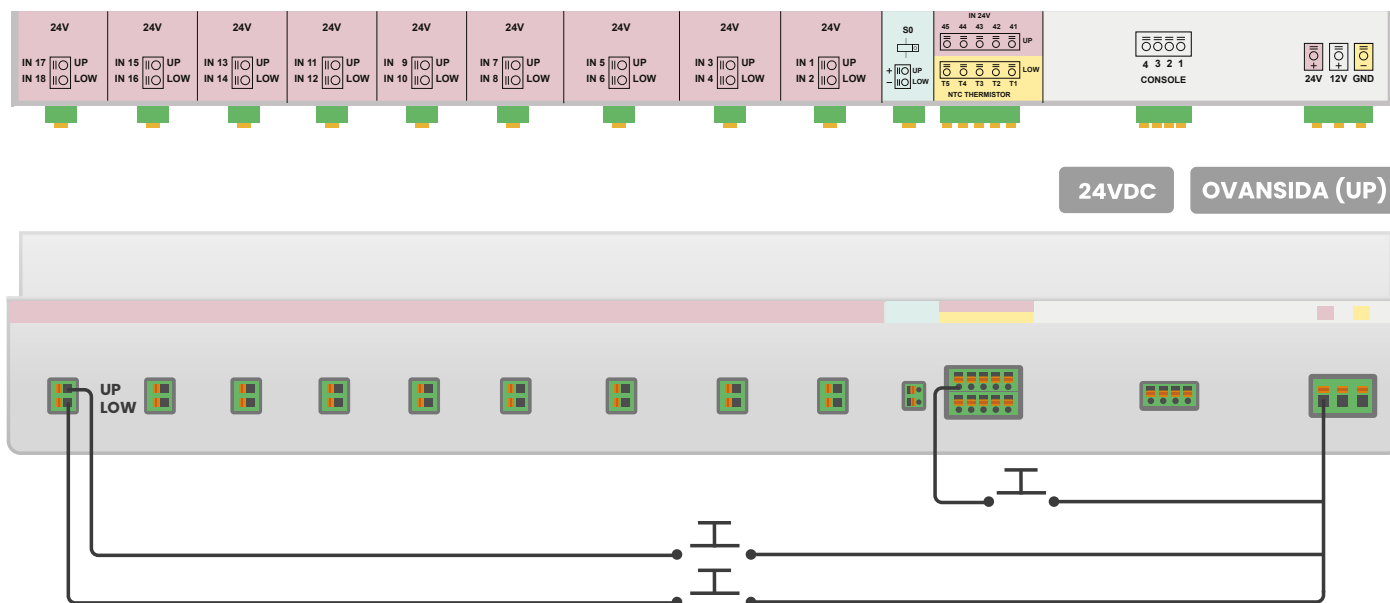 24V 24V 24V 24V 24V 24V 24V 24V 24V
IN 17 UP IN 15 UP IN 13 UP IN 11 UP IN 9 UP IN 7 UP IN 5 UP IN 3 UP IN 1 UP
IN 18 LOW IN 16 LOW IN 14 LOW IN 12 LOW IN 10 LOW IN 8 LOW IN 6 LOW IN 4 LOW IN 2 LOW
S0
+ UP
− LOW
IN 24V
45 44 43 42 41
UP
LOW
T5 T4 T3 T2 T1
NTC THERMISTOR
4 3 2 1
CONSOLE
+ + −
24V 12V GND
24VDC OVANSIDA (UP)
UP
LOW